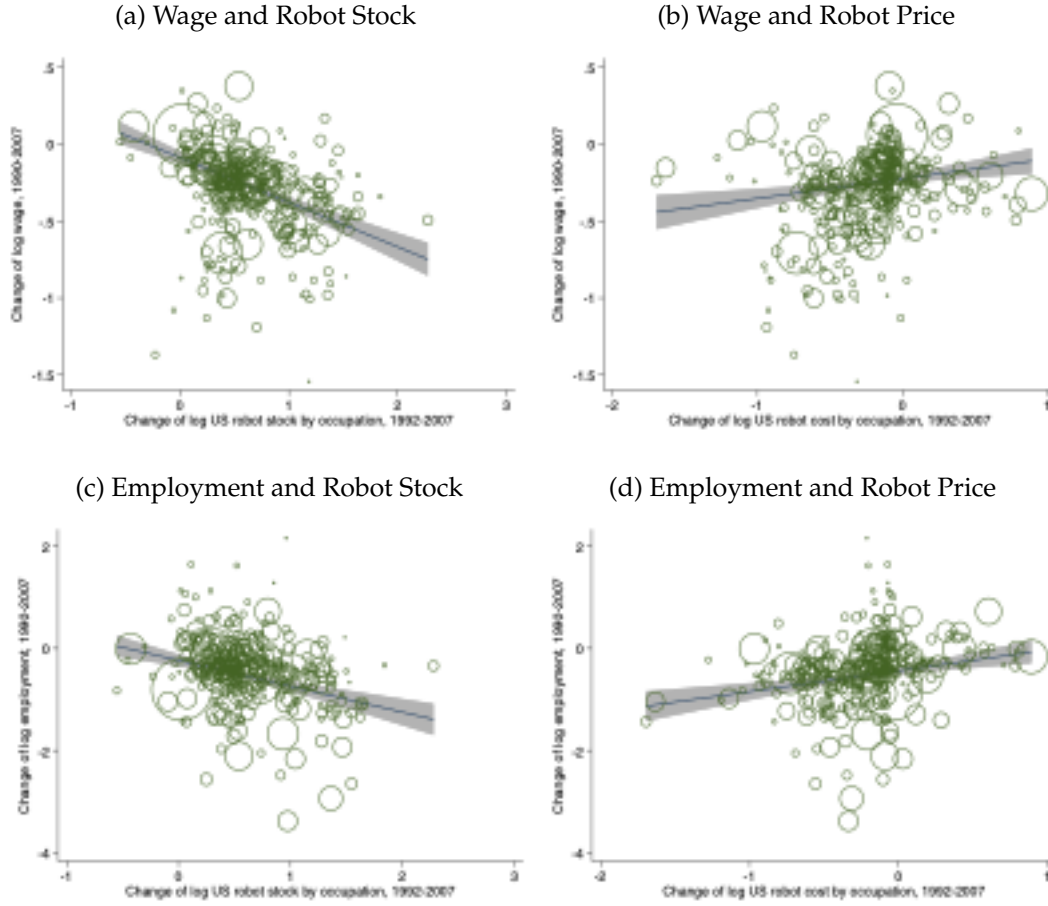 (a) Wage and Robot Stock
Change of log wage, 1990-2007
.5
0
-.5
-1
-1.5
-1 0 1 2 3
Change of log US robot stock by occupation, 1992-2007
(b) Wage and Robot Price
Change of log wage, 1990-2007
.5
0
-.5
-1
-1.5
-2 -1 0 1
Change of log US robot cost by occupation, 1992-2007
(c) Employment and Robot Stock
Change of log employment, 1990-2007
2
0
-2
-4
-1 0 1 2 3
Change of log US robot stock by occupation, 1992-2007
(d) Employment and Robot Price
Change of log employment, 1990-2007
2
0
-2
-4
-2 -1 0 1
Change of log US robot cost by occupation, 1992-2007